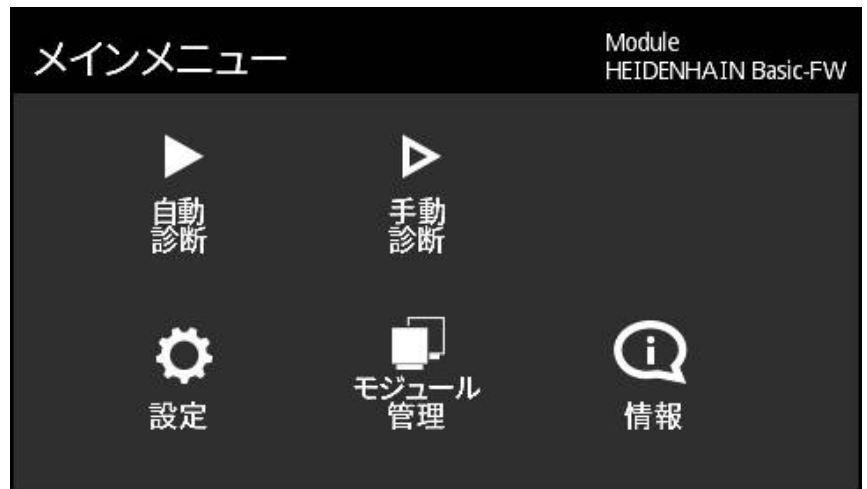 メインメニュー
Module
HEIDENHAIN Basic-FW
自動
診断
手動
診断
設定
モジュール
管理
情報